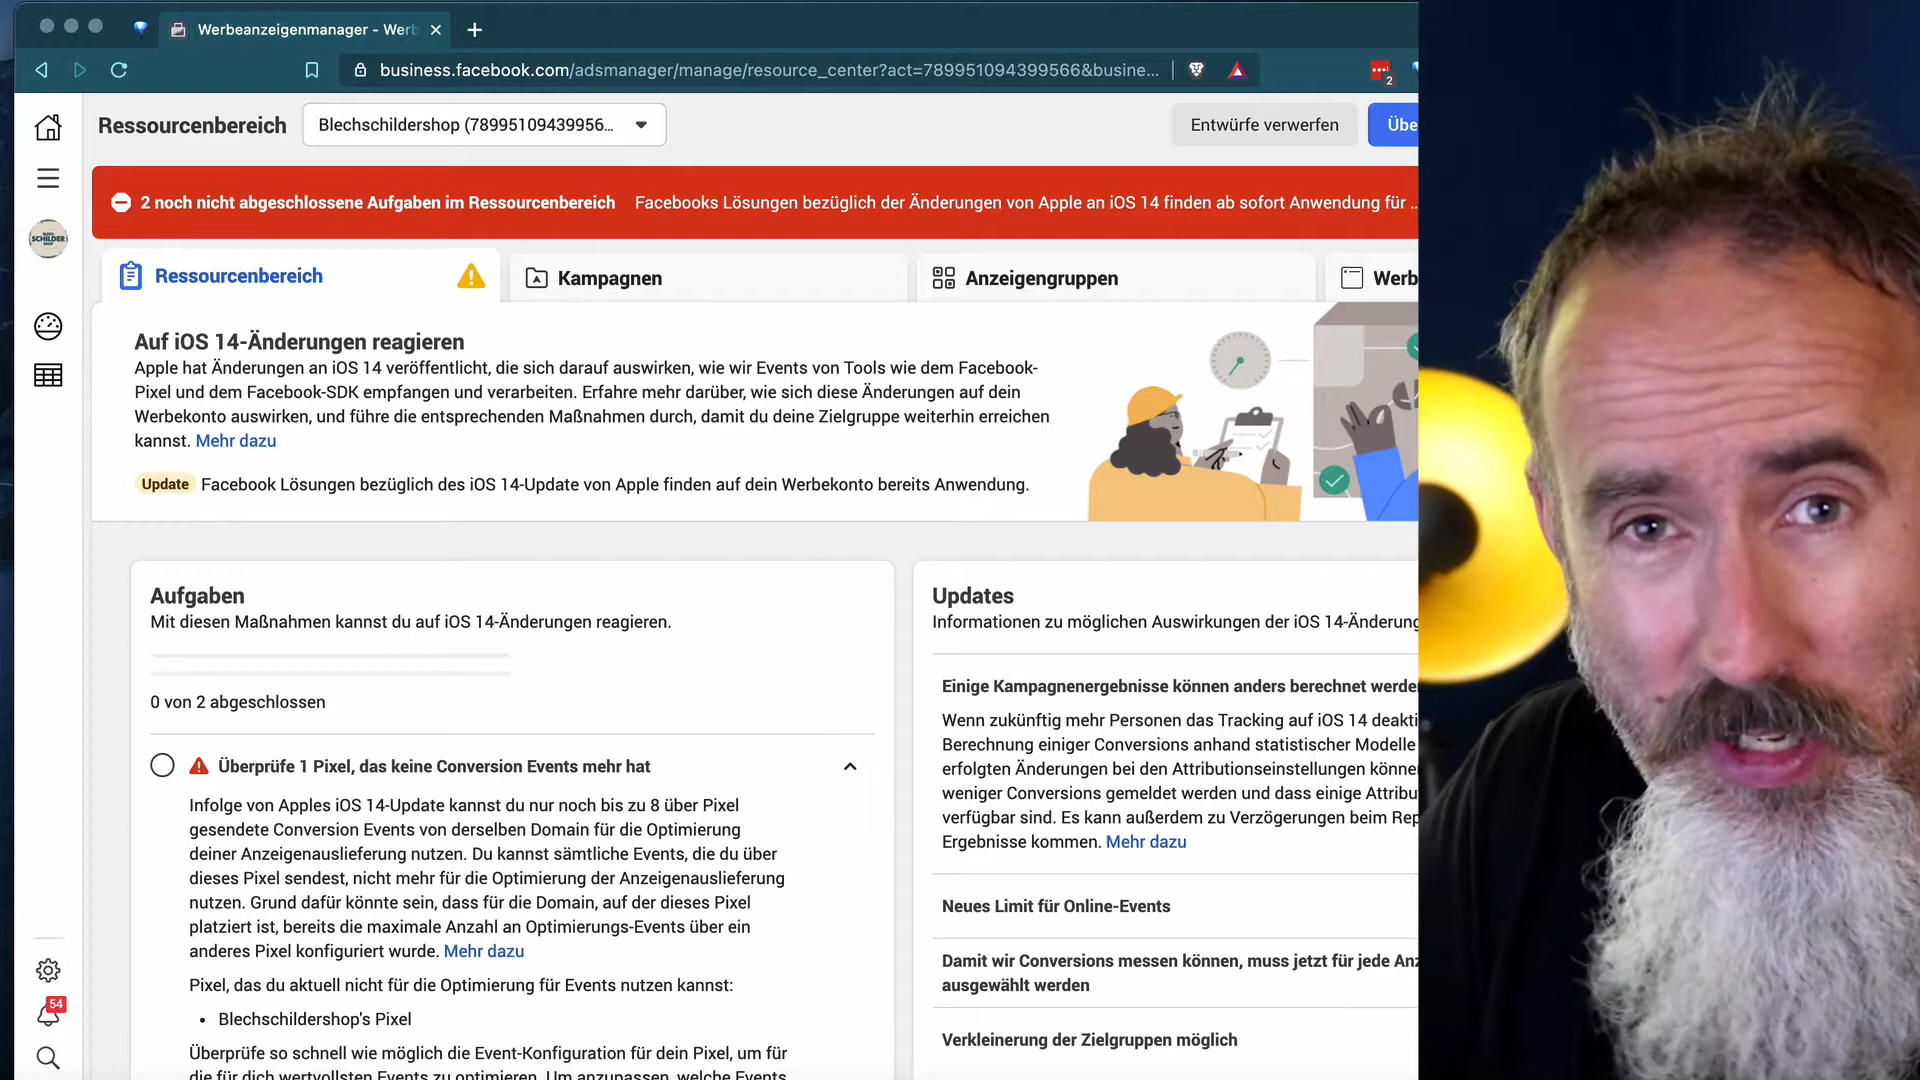 Werbeanzeigenmanager - Werb
business.facebook.com/adsmanager/manage/resource_center?act=789951094399566&busine...
2
Ressourcenbereich
Blechschildershop (78995109439956...
Entwürfe verwerfen
Übe
2 noch nicht abgeschlossene Aufgaben im Ressourcenbereich Facebooks Lösungen bezüglich der Änderungen von Apple an iOS 14 finden ab sofort Anwendung für ...
SCHILDER
Ressourcenbereich
Kampagnen
Anzeigengruppen
Werb
Auf iOS 14-Änderungen reagieren
Apple hat Änderungen an iOS 14 veröffentlicht, die sich darauf auswirken, wie wir Events von Tools wie dem Facebook-
Pixel und dem Facebook-SDK empfangen und verarbeiten. Erfahre mehr darüber, wie sich diese Änderungen auf dein
Werbekonto auswirken, und führe die entsprechenden Maßnahmen durch, damit du deine Zielgruppe weiterhin erreichen
kannst. Mehr dazu
Update Facebook Lösungen bezüglich des iOS 14-Update von Apple finden auf dein Werbekonto bereits Anwendung.
Aufgaben
Mit diesen Maßnahmen kannst du auf iOS 14-Änderungen reagieren.
0 von 2 abgeschlossen
Überprüfe 1 Pixel, das keine Conversion Events mehr hat
Infolge von Apples iOS 14-Update kannst du nur noch bis zu 8 über Pixel
gesendete Conversion Events von derselben Domain für die Optimierung
deiner Anzeigenauslieferung nutzen. Du kannst sämtliche Events, die du über
dieses Pixel sendest, nicht mehr für die Optimierung der Anzeigenauslieferung
nutzen. Grund dafür könnte sein, dass für die Domain, auf der dieses Pixel
platziert ist, bereits die maximale Anzahl an Optimierungs-Events über ein
anderes Pixel konfiguriert wurde. Mehr dazu
Pixel, das du aktuell nicht für die Optimierung für Events nutzen kannst:
• Blechschildershop's Pixel
Überprüfe so schnell wie möglich die Event-Konfiguration für dein Pixel, um für
die für dich wertvollsten Events zu optimieren. Um anzupassen, welche Events
Updates
Informationen zu möglichen Auswirkungen der iOS 14-Änderung
Einige Kampagnenergebnisse können anders berechnet werde
Wenn zukünftig mehr Personen das Tracking auf iOS 14 deakti
Berechnung einiger Conversions anhand statistischer Modelle
erfolgten Änderungen bei den Attributionseinstellungen könne
weniger Conversions gemeldet werden und dass einige Attribu
verfügbar sind. Es kann außerdem zu Verzögerungen beim Rep
Ergebnisse kommen. Mehr dazu
Neues Limit für Online-Events
Damit wir Conversions messen können, muss jetzt für jede Anz
ausgewählt werden
Verkleinerung der Zielgruppen möglich
54